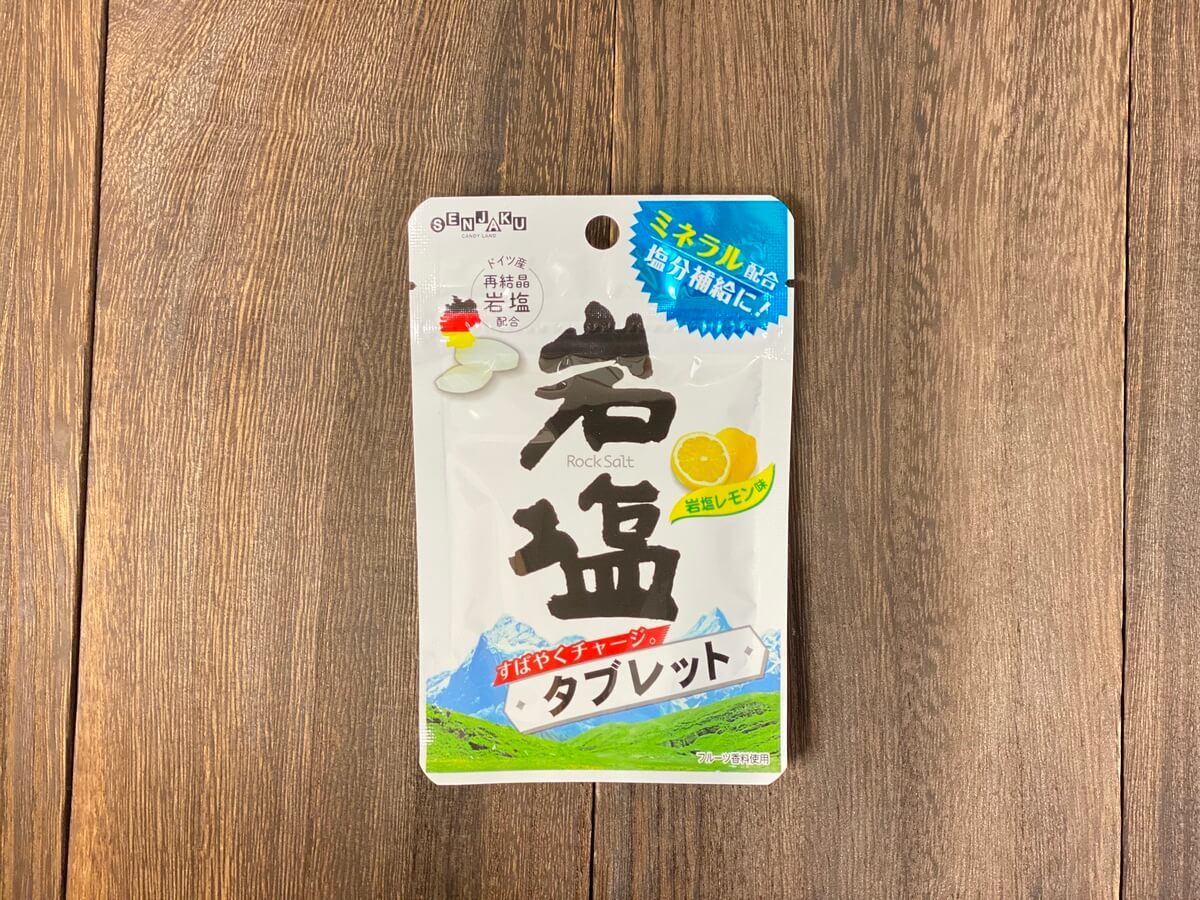 SENJAKU
CANDY LAND
ミネラル配合
塩分補給に!
ドイツ産
再結晶
岩塩
配合
岩塩
Rock Salt
岩塩レモン味
すばやくチャージ。
タブレット
フルーツ香料使用